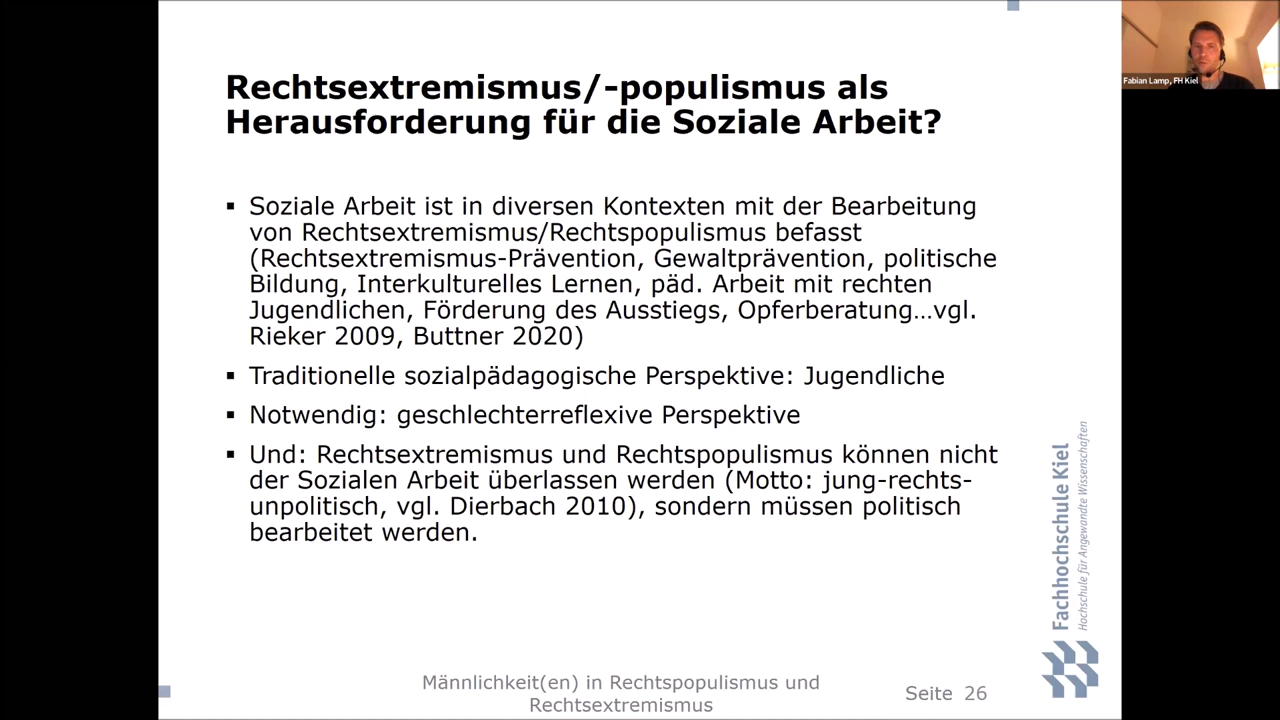 Rechtsextremismus/-populismus als
Herausforderung für die Soziale Arbeit?
▪ Soziale Arbeit ist in diversen Kontexten mit der Bearbeitung
von Rechtsextremismus/Rechtspopulismus befasst
(Rechtsextremismus-Prävention, Gewaltprävention, politische
Bildung, Interkulturelles Lernen, päd. Arbeit mit rechten
Jugendlichen, Förderung des Ausstiegs, Opferberatung…vgl.
Rieker 2009, Buttner 2020)
▪ Traditionelle sozialpädagogische Perspektive: Jugendliche
▪ Notwendig: geschlechterreflexive Perspektive
▪ Und: Rechtsextremismus und Rechtspopulismus können nicht
der Sozialen Arbeit überlassen werden (Motto: jung-rechts-
unpolitisch, vgl. Dierbach 2010), sondern müssen politisch
bearbeitet werden.
Männlichkeit(en) in Rechtspopulismus und
Rechtsextremismus
Seite 26
Fachhochschule Kiel
Hochschule für Angewandte Wissenschaften
Fabian Lamp, FH Kiel